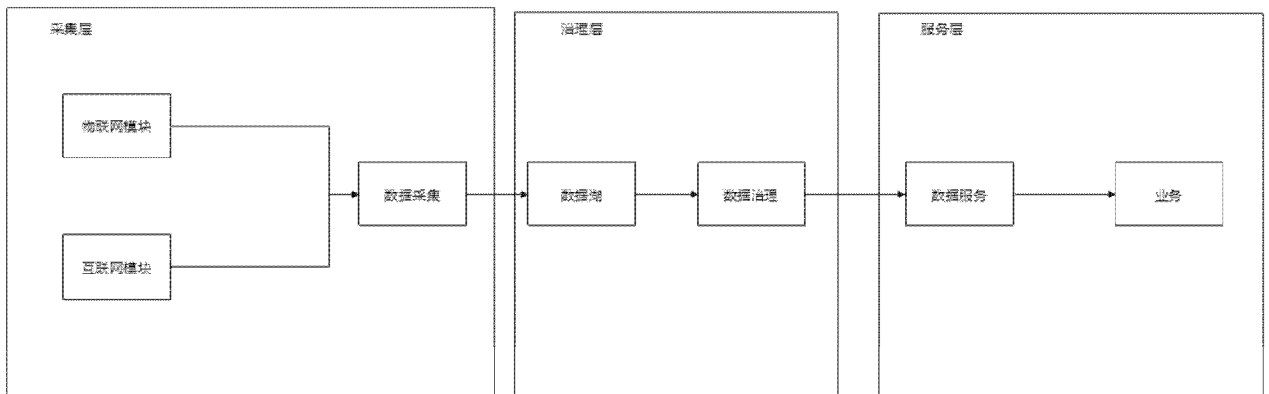 采集层
治理层
服务层
物联网模块
数据采集
数据湖
数据治理
数据服务
业务
互联网模块